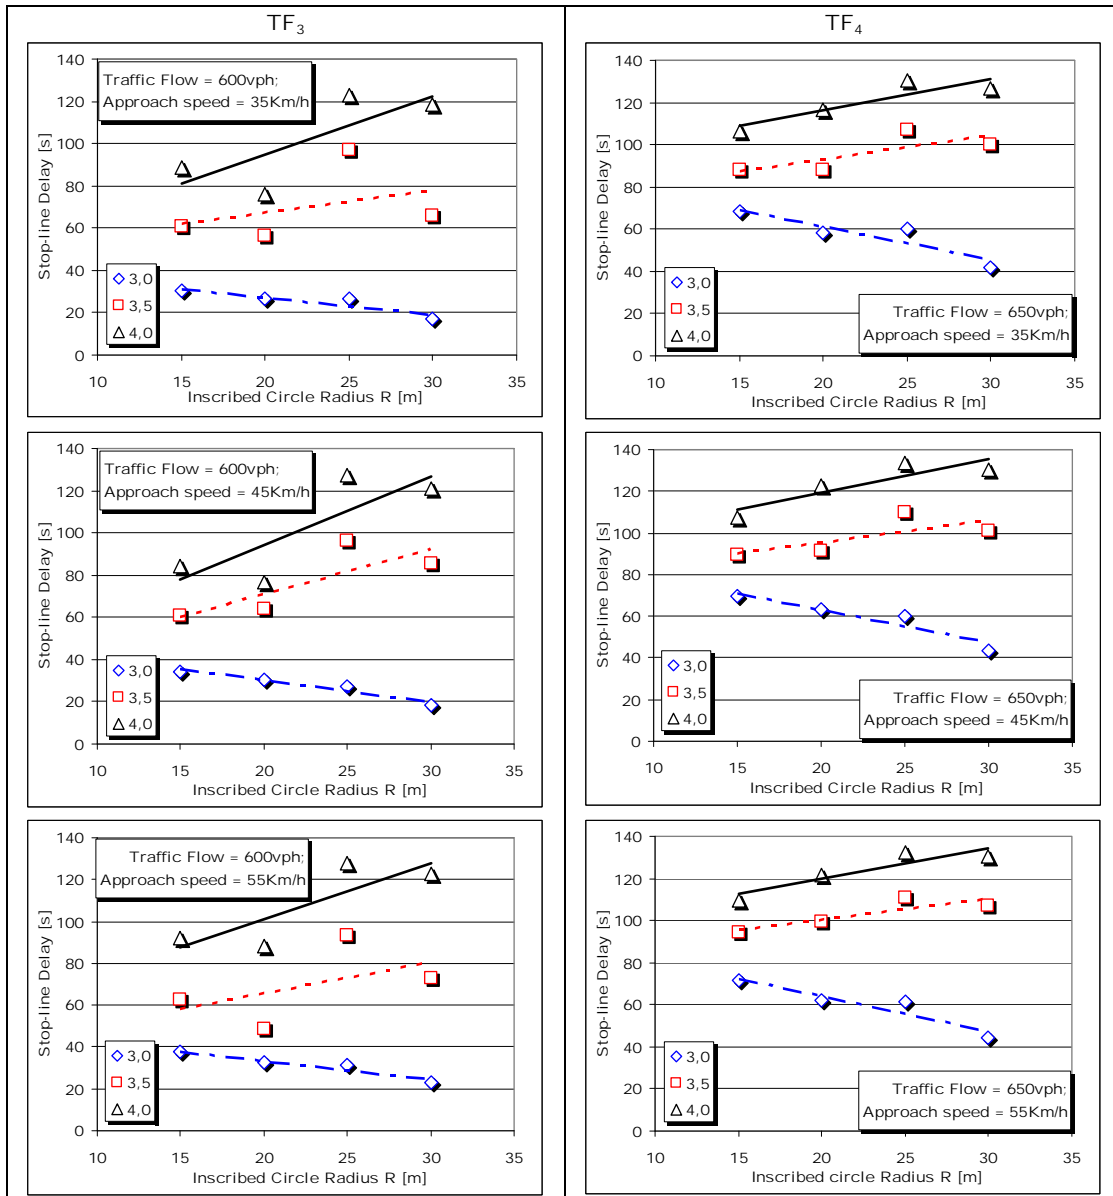 TF3
TF4
140
120
100
80
60
40
20
0
Stop-line Delay [s]
Traffic Flow = 600vph;
Approach speed = 35Km/h
3,0
3,5
4,0
10 15 20 25 30 35
Inscribed Circle Radius R [m]
140
120
100
80
60
40
20
0
Stop-line Delay [s]
3,0
3,5
4,0
Traffic Flow = 650vph;
Approach speed = 35Km/h
10 15 20 25 30 35
Inscribed Circle Radius R [m]
140
120
100
80
60
40
20
0
Stop-line Delay [s]
Traffic Flow = 600vph;
Approach speed = 45Km/h
3,0
3,5
4,0
10 15 20 25 30 35
Inscribed Circle Radius R [m]
140
120
100
80
60
40
20
0
Stop-line Delay [s]
3,0
3,5
4,0
Traffic Flow = 650vph;
Approach speed = 45Km/h
10 15 20 25 30 35
Inscribed Circle Radius R [m]
140
120
100
80
60
40
20
0
Stop-line Delay [s]
Traffic Flow = 600vph;
Approach speed = 55Km/h
3,0
3,5
4,0
10 15 20 25 30 35
Inscribed Circle Radius R [m]
140
120
100
80
60
40
20
0
Stop-line Delay [s]
3,0
3,5
4,0
Traffic Flow = 650vph;
Approach speed = 55Km/h
10 15 20 25 30 35
Inscribed circle Radius R [m]